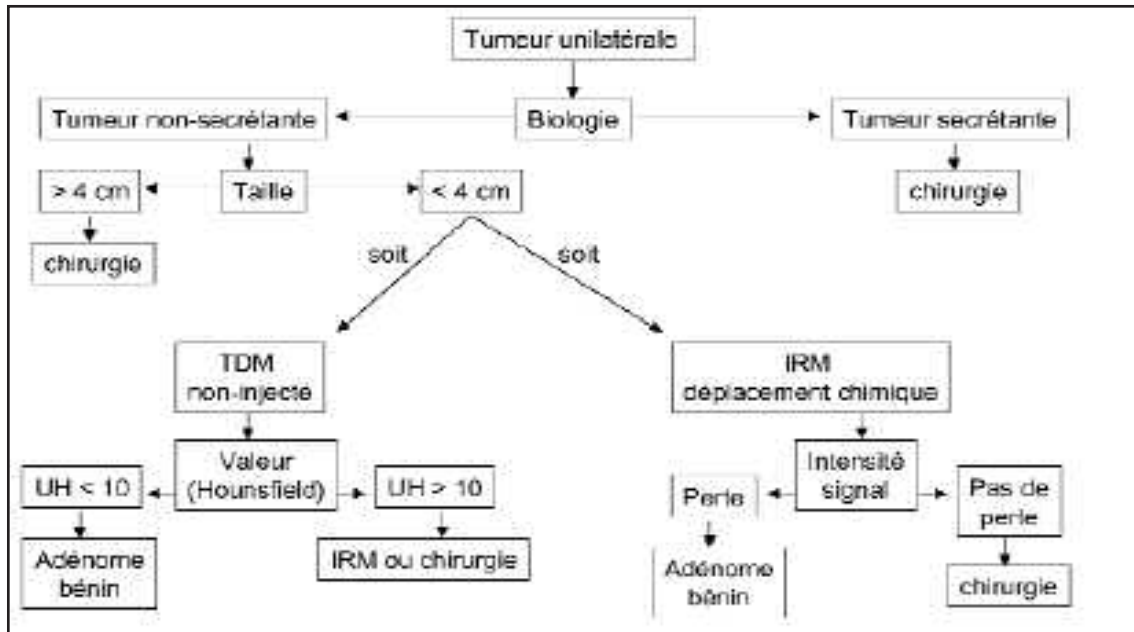 Tumeur unilatérale
Tumeur non-secrétante
Biologie
Tumeur secrétante
> 4 cm
Taille
< 4 cm
chirurgie
chirurgie
soit
soit
TDM
non-injecté
IRM
déplacement chimique
Valeur
(Hounsfield)
Intensité
signal
UH < 10
UH > 10
Perte
Pas de
perte
Adénome
bénin
IRM ou chirurgie
Adénome
bénin
chirurgie